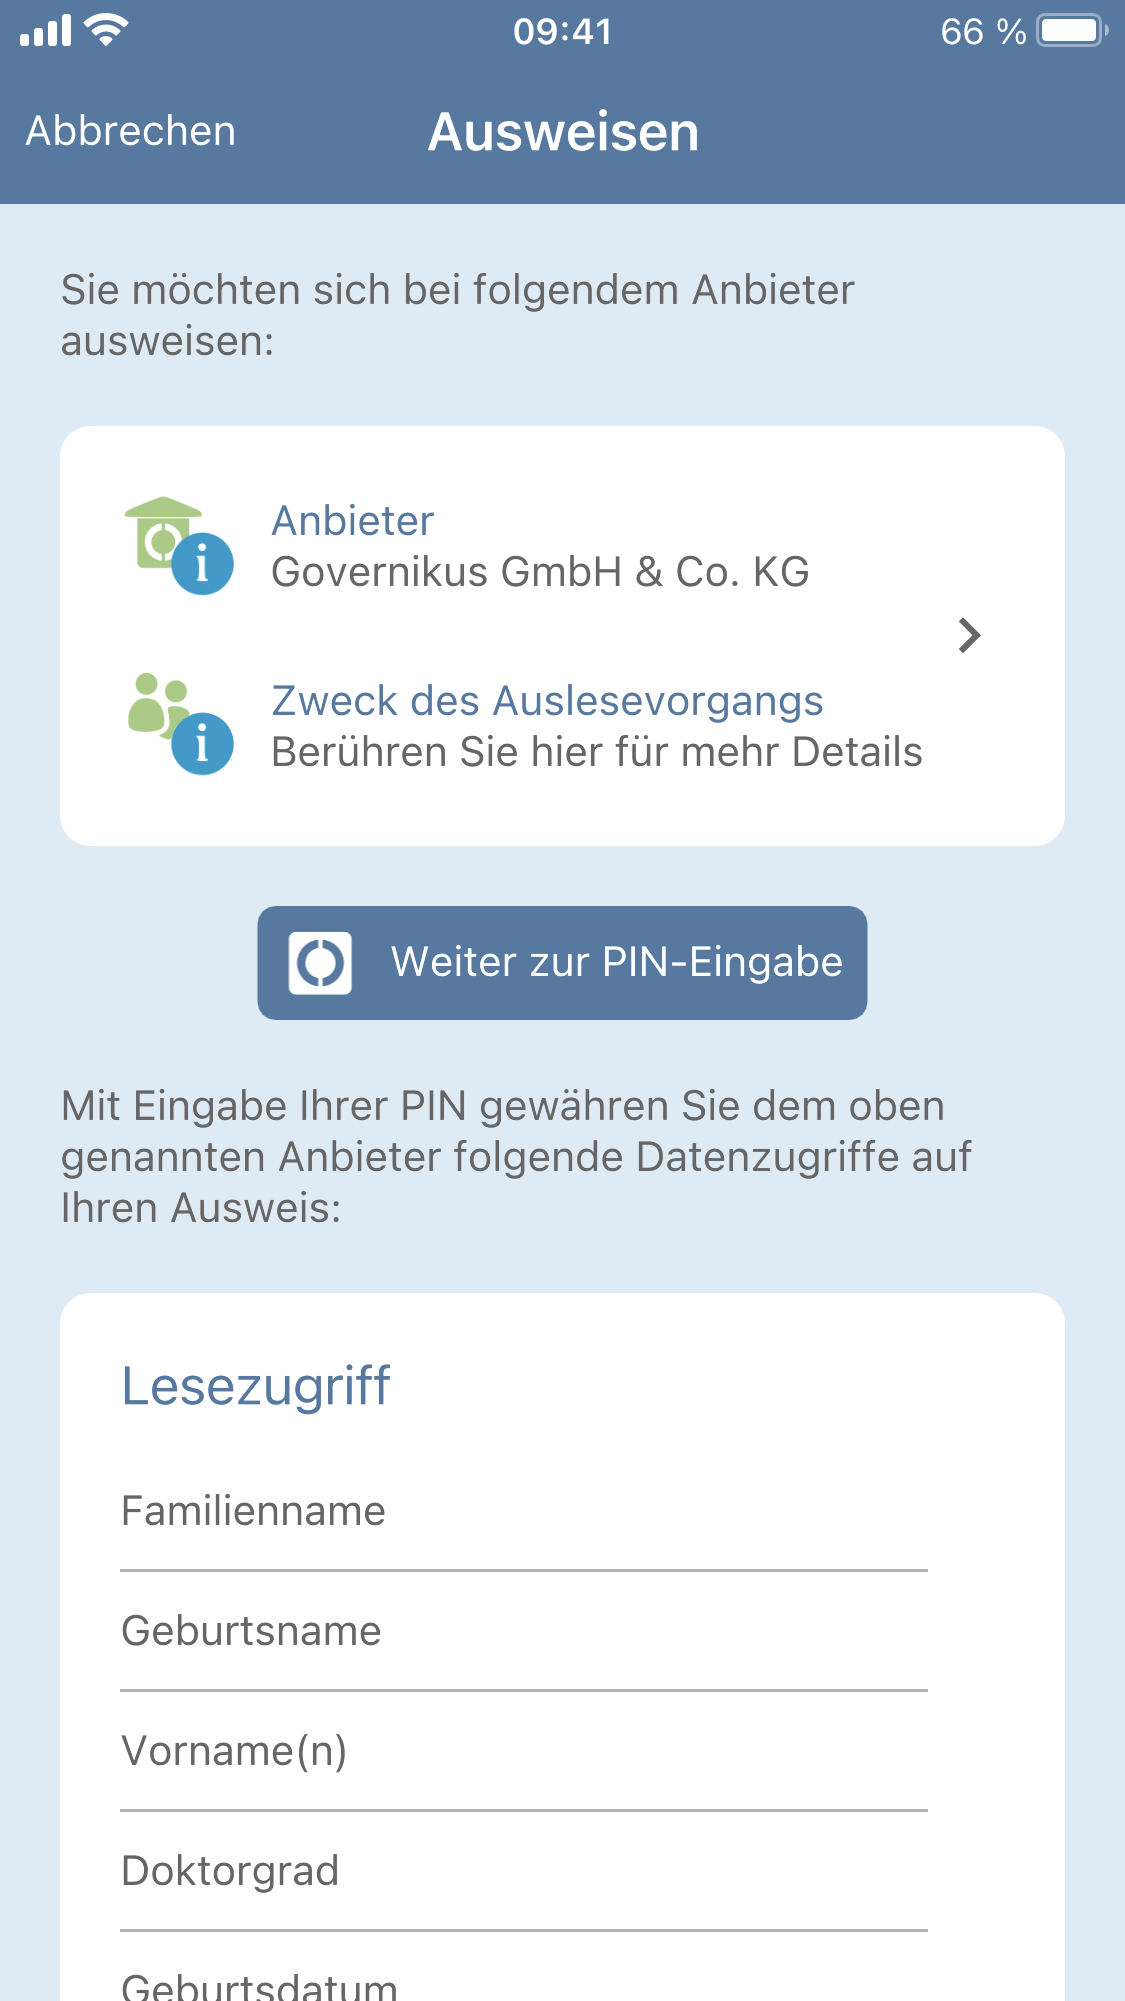 09:41
66 %
Abbrechen
Ausweisen
Sie möchten sich bei folgendem Anbieter
ausweisen:
Anbieter
Governikus GmbH & Co. KG
Zweck des Auslesevorgangs
Berühren Sie hier für mehr Details
Weiter zur PIN-Eingabe
Mit Eingabe Ihrer PIN gewähren Sie dem oben
genannten Anbieter folgende Datenzugriffe auf
Ihren Ausweis:
Lesezugriff
Familienname
Geburtsname
Vorname(n)
Doktorgrad
Geburtsdatum